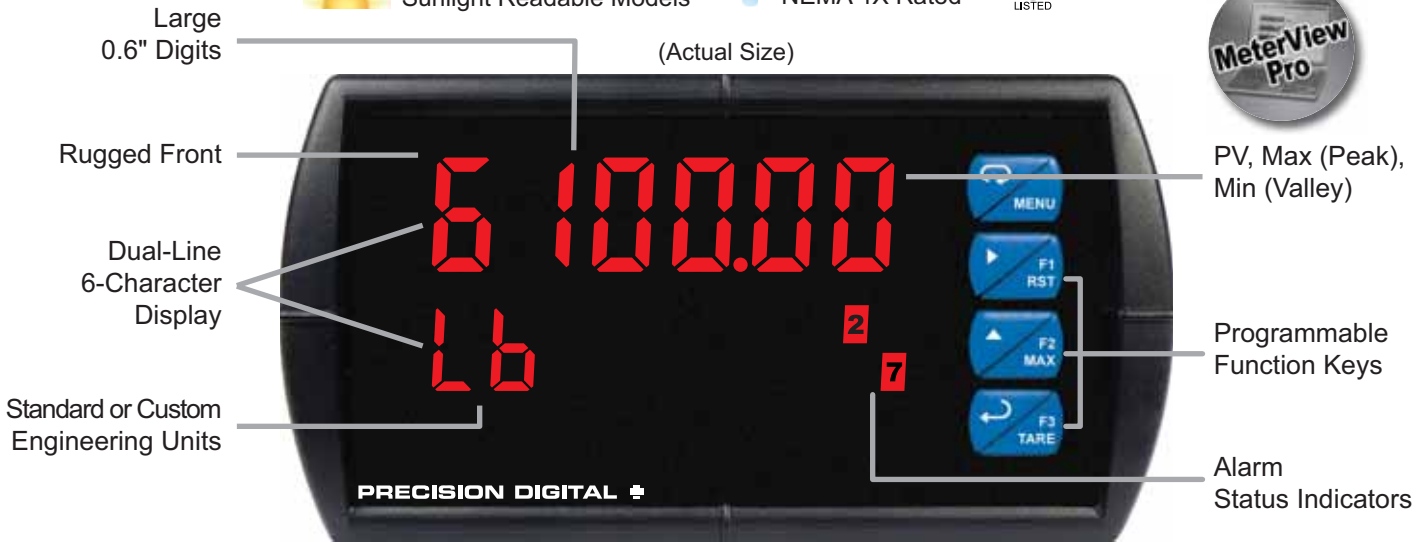 Sunlight Readable Models
NEMA 4X Rated
LISTED
Large
0.6" Digits
(Actual Size)
MeterView
Pro
Rugged Front
6100.00
PV, Max (Peak),
Min (Valley)
MENU
Dual-Line
6-Character
Display
F1
RST
Lb
2
7
F2
MAX
Programmable
Function Keys
Standard or Custom
Engineering Units
F3
TARE
Alarm
Status Indicators
PRECISION DIGITAL